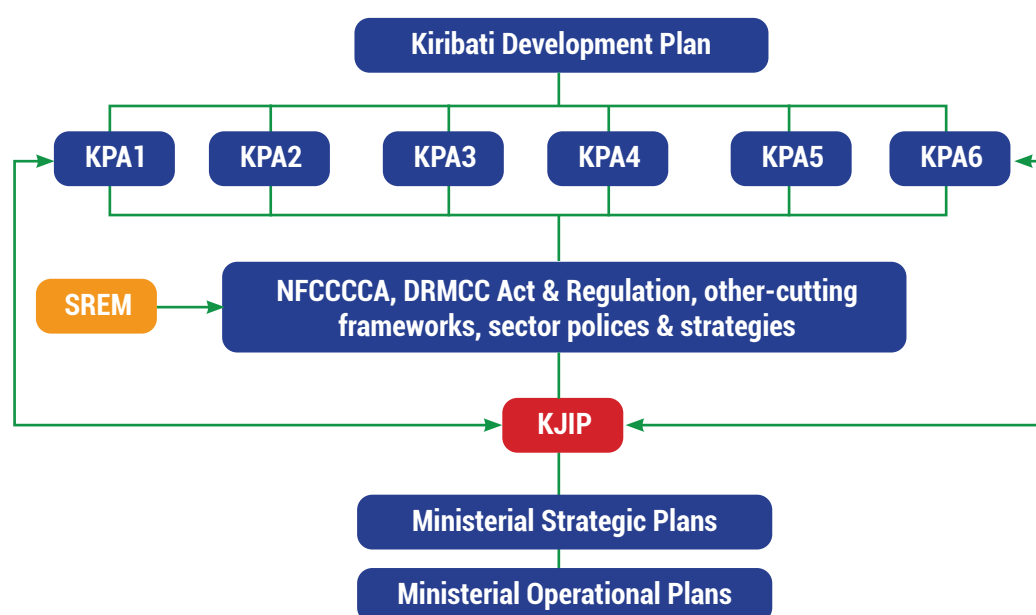 Kiribati Development Plan
KPA1
KPA2
KPA3
KPA4
KPA5
KPA6
SREM
NFCCCCA, DRMCC Act & Regulation, other-cutting
frameworks, sector polices & strategies
KJIP
Ministerial Strategic Plans
Ministerial Operational Plans